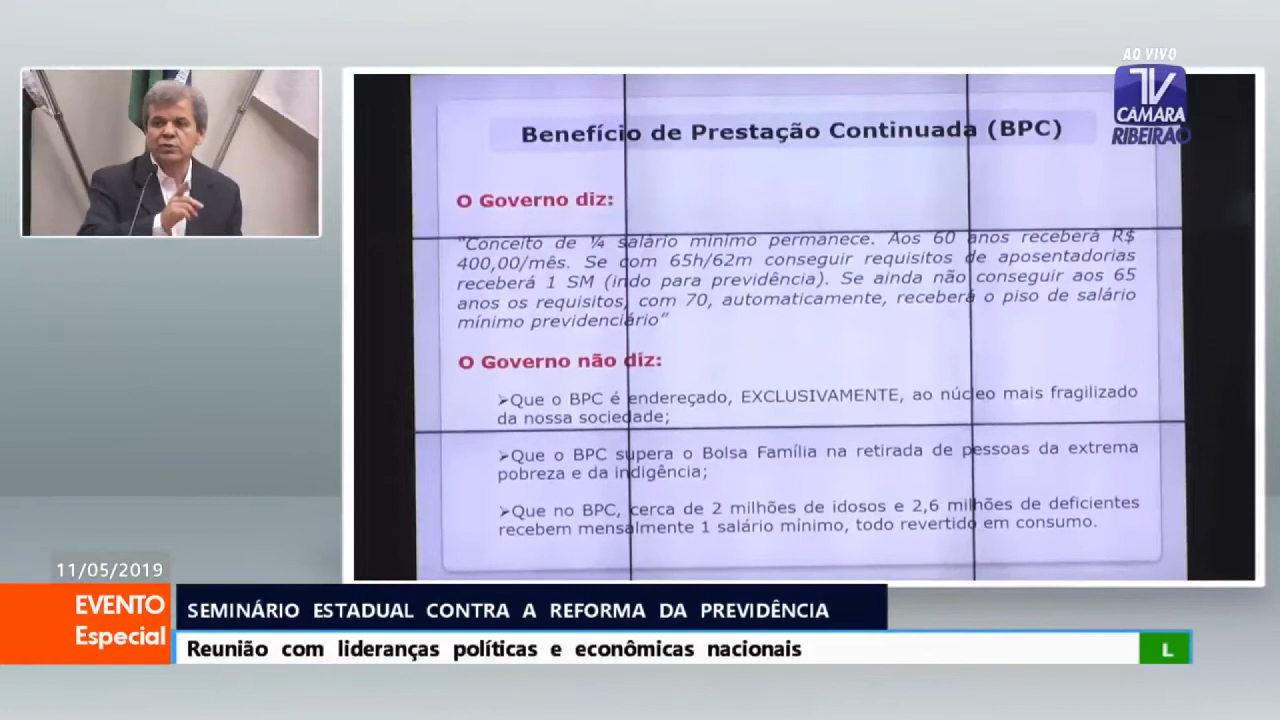 AO VIVO
TV
CÂMARA
RIBEIRÃO
Benefício de Prestação Continuada (BPC)
O Governo diz:
"Conceito de ¼ salário mínimo permanece. Aos 60 anos receberá R$
400,00/mês. Se com 65h/62m conseguir requisitos de aposentadorias
receberá 1 SM (indo para previdência). Se ainda não conseguir aos 65
anos os requisitos, com 70, automaticamente, receberá o piso de salário
mínimo previdenciário"
O Governo não diz:
➢Que o BPC é endereçado, EXCLUSIVAMENTE, ao núcleo mais fragilizado
da nossa sociedade;
➢Que o BPC supera o Bolsa Família na retirada de pessoas da extrema
pobreza e da indigência;
➢Que no BPC, cerca de 2 milhões de idosos e 2,6 milhões de deficientes
recebem mensalmente 1 salário mínimo, todo revertido em consumo.
11/05/2019
EVENTO
Especial
SEMINÁRIO ESTADUAL CONTRA A REFORMA DA PREVIDÊNCIA
Reunião com lideranças políticas e econômicas nacionais
L